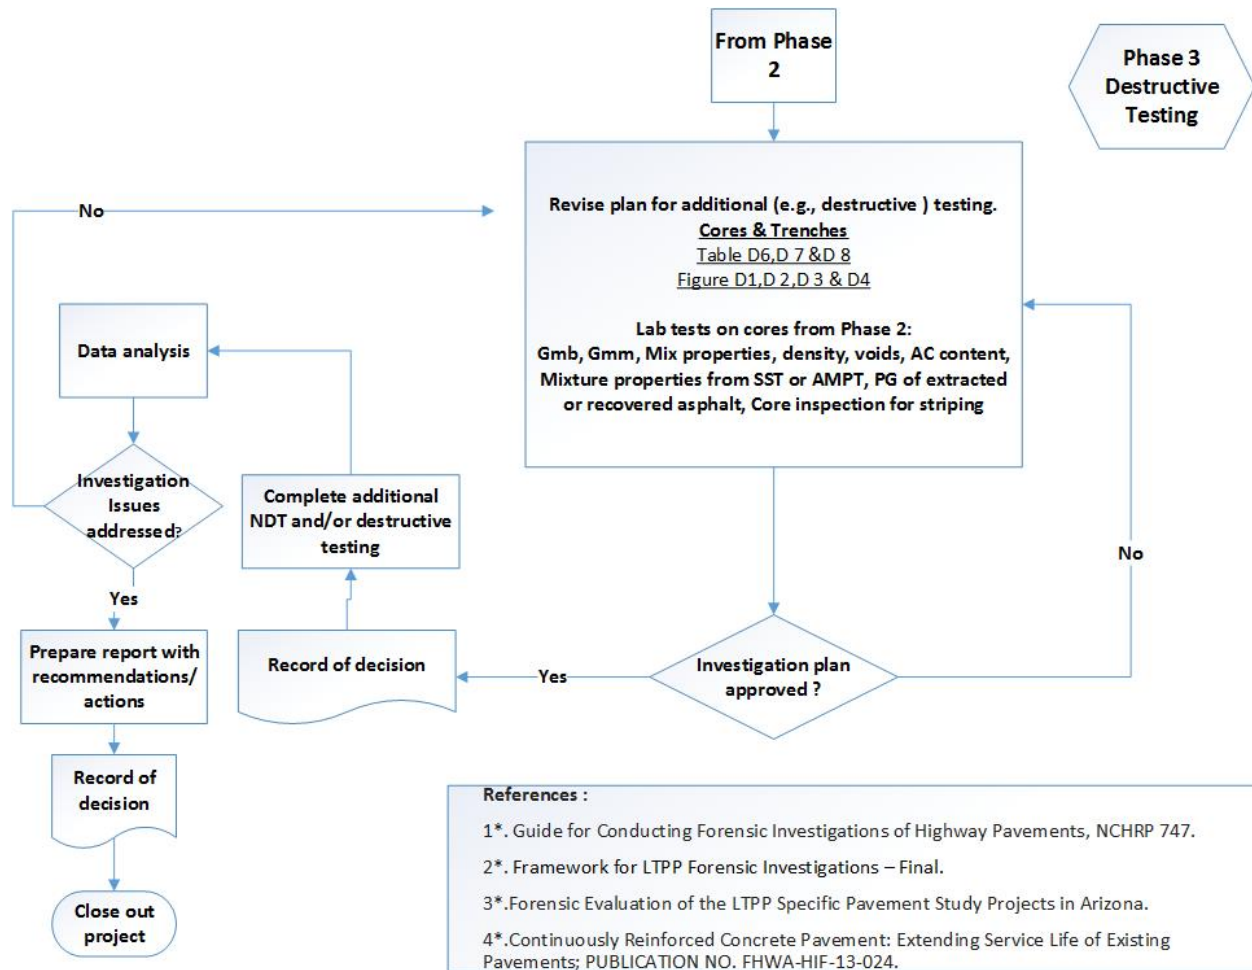 From Phase
2
Phase 3
Destructive
Testing
Revise plan for additional (e.g., destructive ) testing.
Cores & Trenches
Table D6,D 7 &D 8
Figure D1,D 2,D 3 & D4
Lab tests on cores from Phase 2:
Gmb, Gmm, Mix properties, density, voids, AC content,
Mixture properties from SST or AMPT, PG of extracted
or recovered asphalt, Core inspection for striping
No
Data analysis
Investigation
Issues
addressed?
Complete additional
NDT and/or destructive
testing
No
Yes
Prepare report with
recommendations/
actions
Record of decision
Yes
Investigation plan
approved ?
Record of
decision
Close out
project
References :
1*. Guide for Conducting Forensic Investigations of Highway Pavements, NCHRP 747.
2*. Framework for LTPP Forensic Investigations – Final.
3*.Forensic Evaluation of the LTPP Specific Pavement Study Projects in Arizona.
4*.Continuously Reinforced Concrete Pavement: Extending Service Life of Existing
Pavements; PUBLICATION NO. FHWA-HIF-13-024.